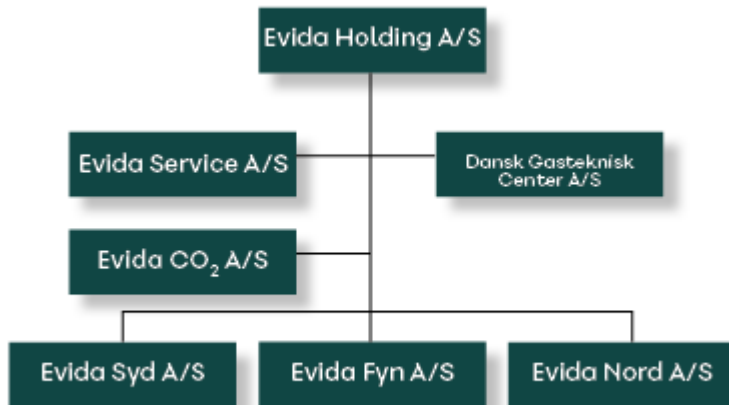 Evida Holding A/S
Evida Service A/S
Dansk Gasteknisk
Center A/S
Evida CO₂ A/S
Evida Syd A/S
Evida Fyn A/S
Evida Nord A/S